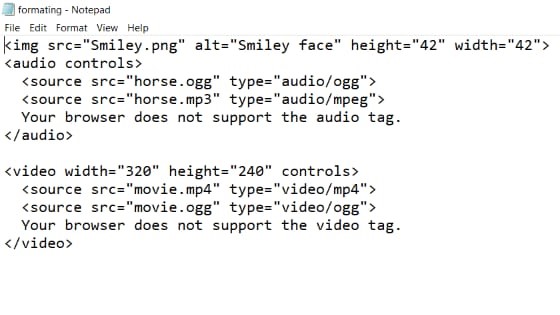 formating - Notepad
File Edit Format View Help
<img src="Smiley.png" alt="Smiley face" height="42" width="42">
<audio controls>
  <source src="horse.ogg" type="audio/ogg">
  <source src="horse.mp3" type="audio/mpeg">
  Your browser does not support the audio tag.
</audio>

<video width="320" height="240" controls>
  <source src="movie.mp4" type="video/mp4">
  <source src="movie.ogg" type="video/ogg">
  Your browser does not support the video tag.
</video>